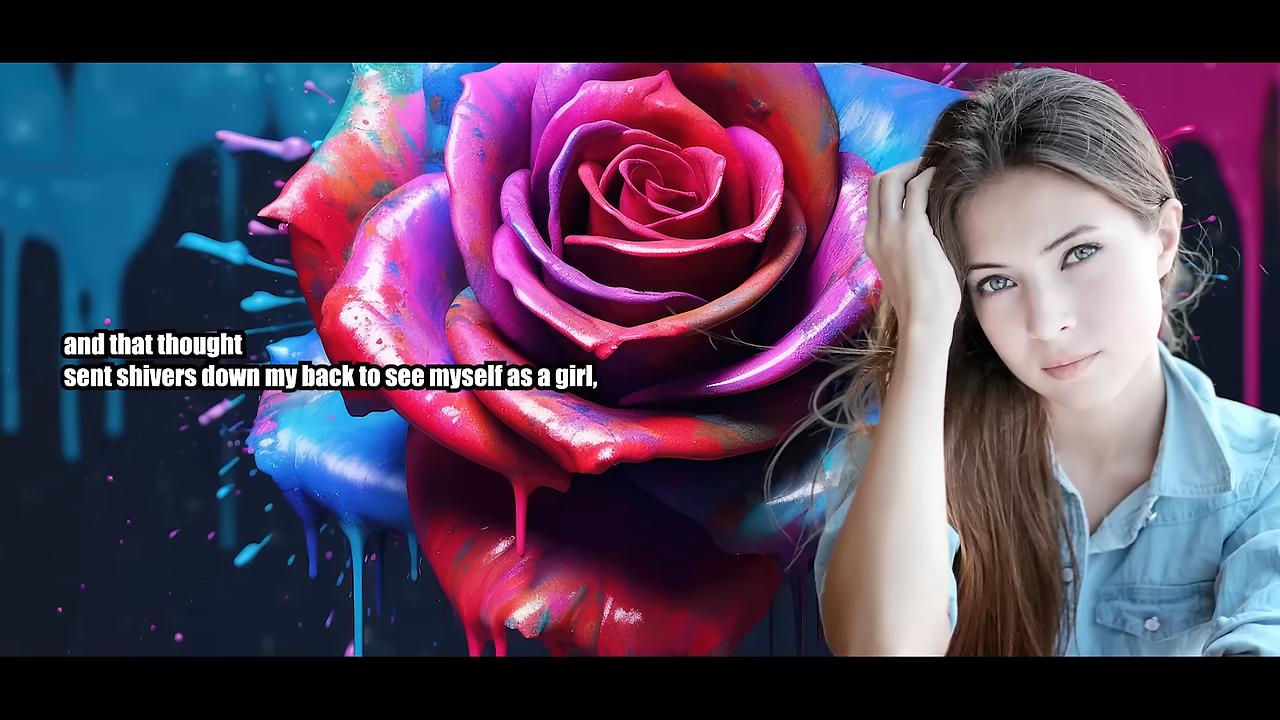 and that thought
sent shivers down my back to see myself as a girl,